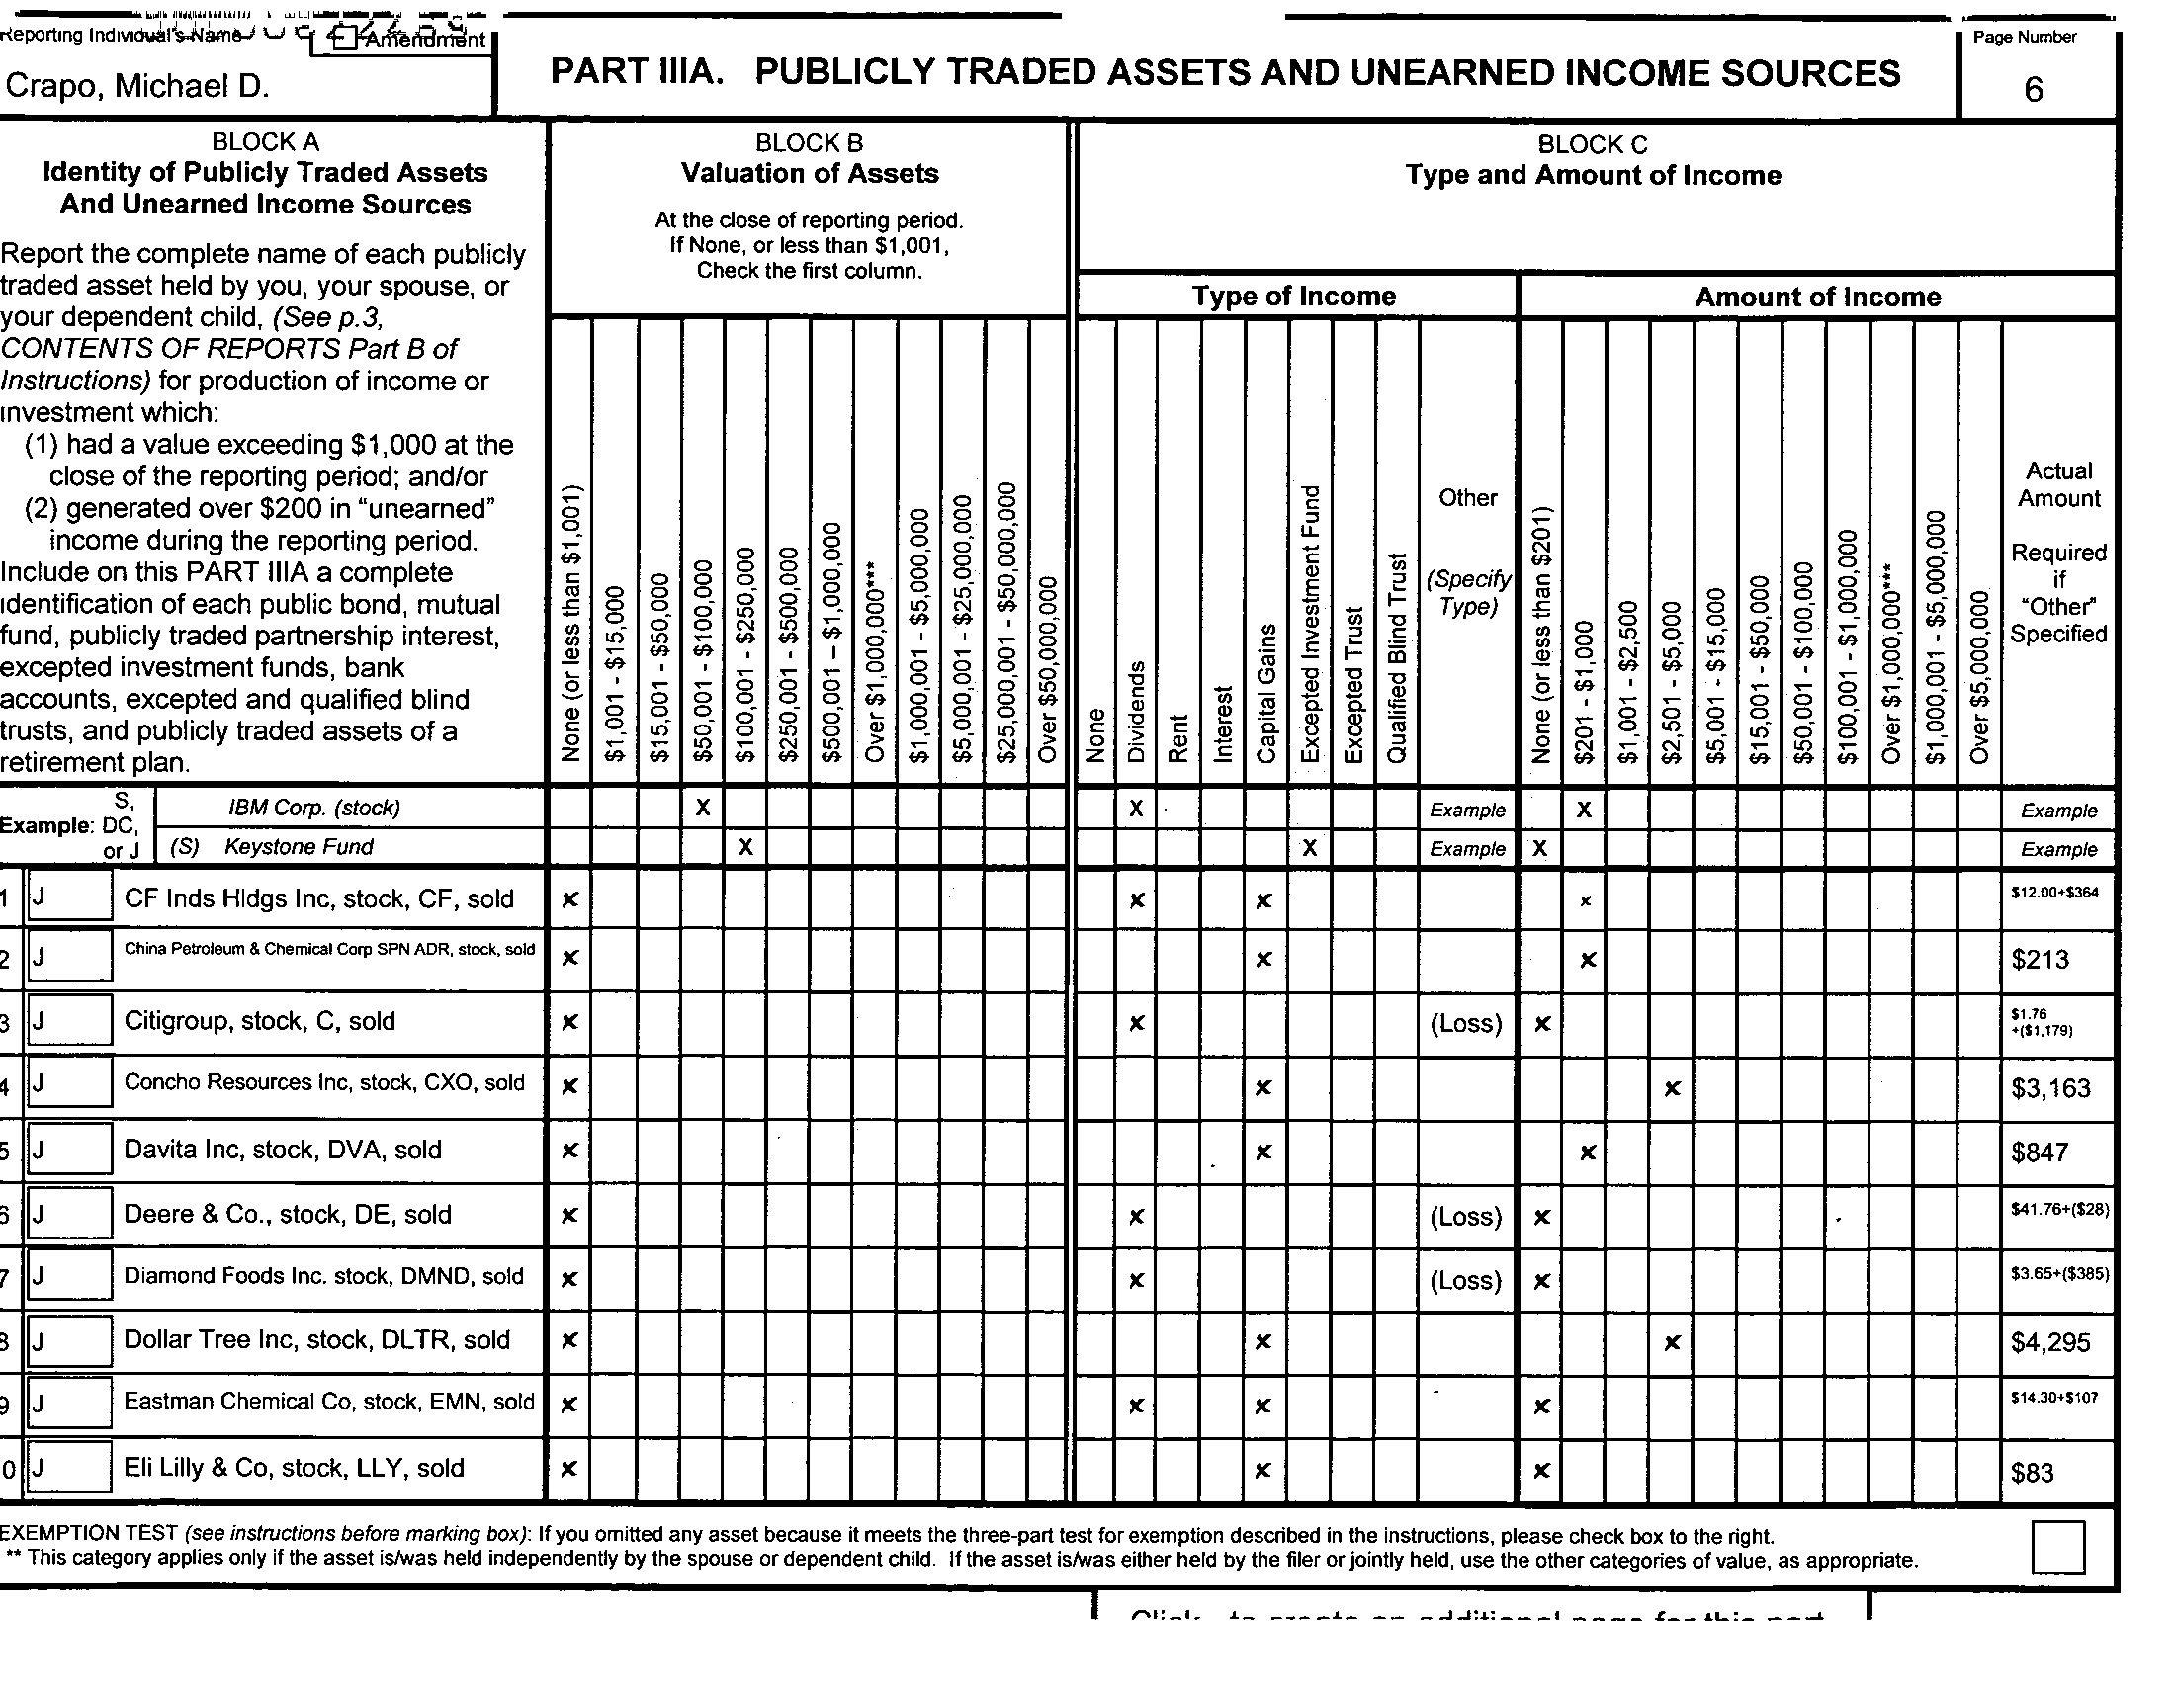 Reporting Individual's Name
Amendment
Crapo, Michael D.
PART IIIA. PUBLICLY TRADED ASSETS AND UNEARNED INCOME SOURCES
Page Number
6
BLOCK A
Identity of Publicly Traded Assets
And Unearned Income Sources
Report the complete name of each publicly
traded asset held by you, your spouse, or
your dependent child, (See p.3,
CONTENTS OF REPORTS Part B of
Instructions) for production of income or
investment which:
(1) had a value exceeding $1,000 at the
close of the reporting period; and/or
(2) generated over $200 in "unearned"
income during the reporting period.
Include on this PART IIIA a complete
identification of each public bond, mutual
fund, publicly traded partnership interest,
excepted investment funds, bank
accounts, excepted and qualified blind
trusts, and publicly traded assets of a
retirement plan.
BLOCK B
Valuation of Assets
At the close of reporting period.
If None, or less than $1,001,
Check the first column.
None (or less than $1,001)
$1,001 - $15,000
$15,001 - $50,000
$50,001 - $100,000
$100,001 - $250,000
$250,001 - $500,000
$500,001 – $1,000,000
Over $1,000,000***
$1,000,001 - $5,000,000
$5,000,001 - $25,000,000
$25,000,001 - $50,000,000
Over $50,000,000
BLOCK C
Type and Amount of Income
Type of Income
None
Dividends
Rent
Interest
Capital Gains
Excepted Investment Fund
Excepted Trust
Qualified Blind Trust
Other
(Specify
Type)
Amount of Income
None (or less than $201)
$201 - $1,000
$1,001 - $2,500
$2,501 - $5,000
$5,001 - $15,000
$15,001 - $50,000
$50,001 - $100,000
$100,001 - $1,000,000
Over $1,000,000***
$1,000,001 - $5,000,000
Over $5,000,000
Actual
Amount
Required
if
"Other"
Specified
Example: S, DC, or J
IBM Corp. (stock) X X Example X Example
(S) Keystone Fund X X Example X Example
1 J CF Inds Hldgs Inc, stock, CF, sold x x x x $12.00+$364
2 J China Petroleum & Chemical Corp SPN ADR, stock, sold x x x $213
3 J Citigroup, stock, C, sold x x (Loss) x $1.76
+($1,179)
4 J Concho Resources Inc, stock, CXO, sold x x x $3,163
5 J Davita Inc, stock, DVA, sold x x x $847
6 J Deere & Co., stock, DE, sold x x (Loss) x $41.76+($28)
7 J Diamond Foods Inc. stock, DMND, sold x x (Loss) x $3.65+($385)
8 J Dollar Tree Inc, stock, DLTR, sold x x x $4,295
9 J Eastman Chemical Co, stock, EMN, sold x x x x $14.30+$107
0 J Eli Lilly & Co, stock, LLY, sold x x x $83
EXEMPTION TEST (see instructions before marking box): If you omitted any asset because it meets the three-part test for exemption described in the instructions, please check box to the right.
** This category applies only if the asset is/was held independently by the spouse or dependent child. If the asset is/was either held by the filer or jointly held, use the other categories of value, as appropriate.